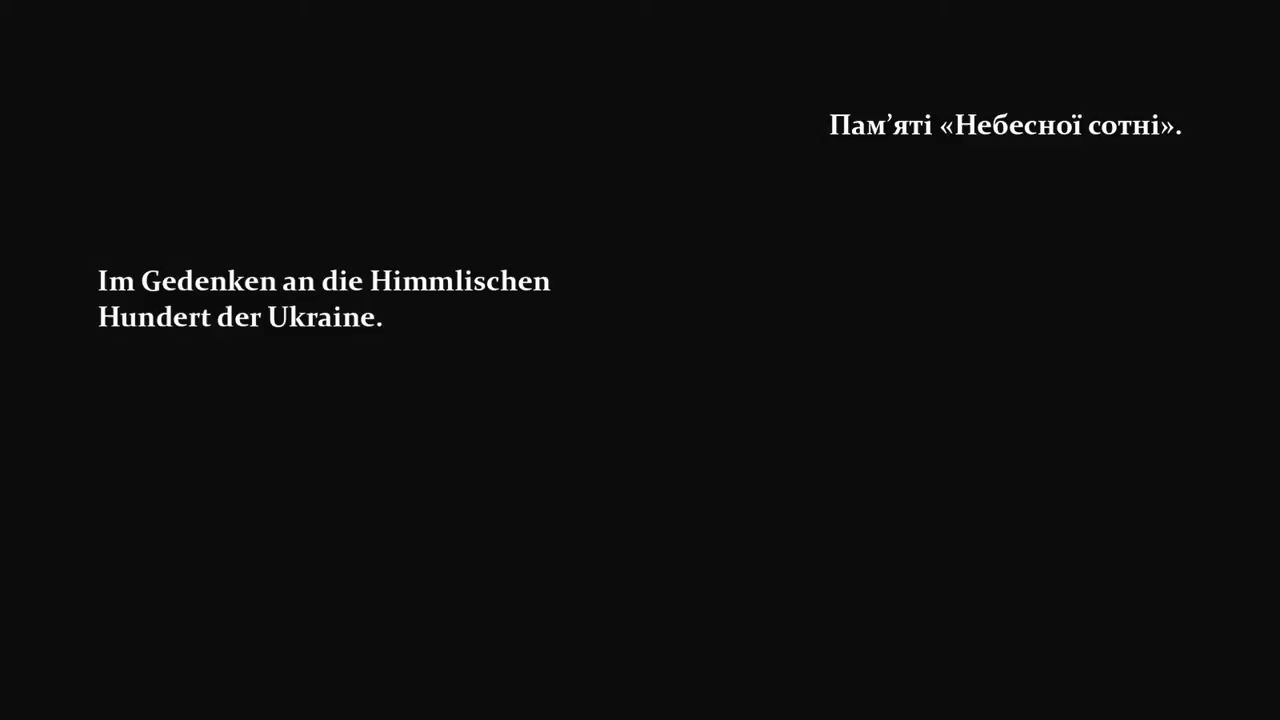 Пам’яті «Небесної сотні».
Im Gedenken an die Himmlischen
Hundert der Ukraine.